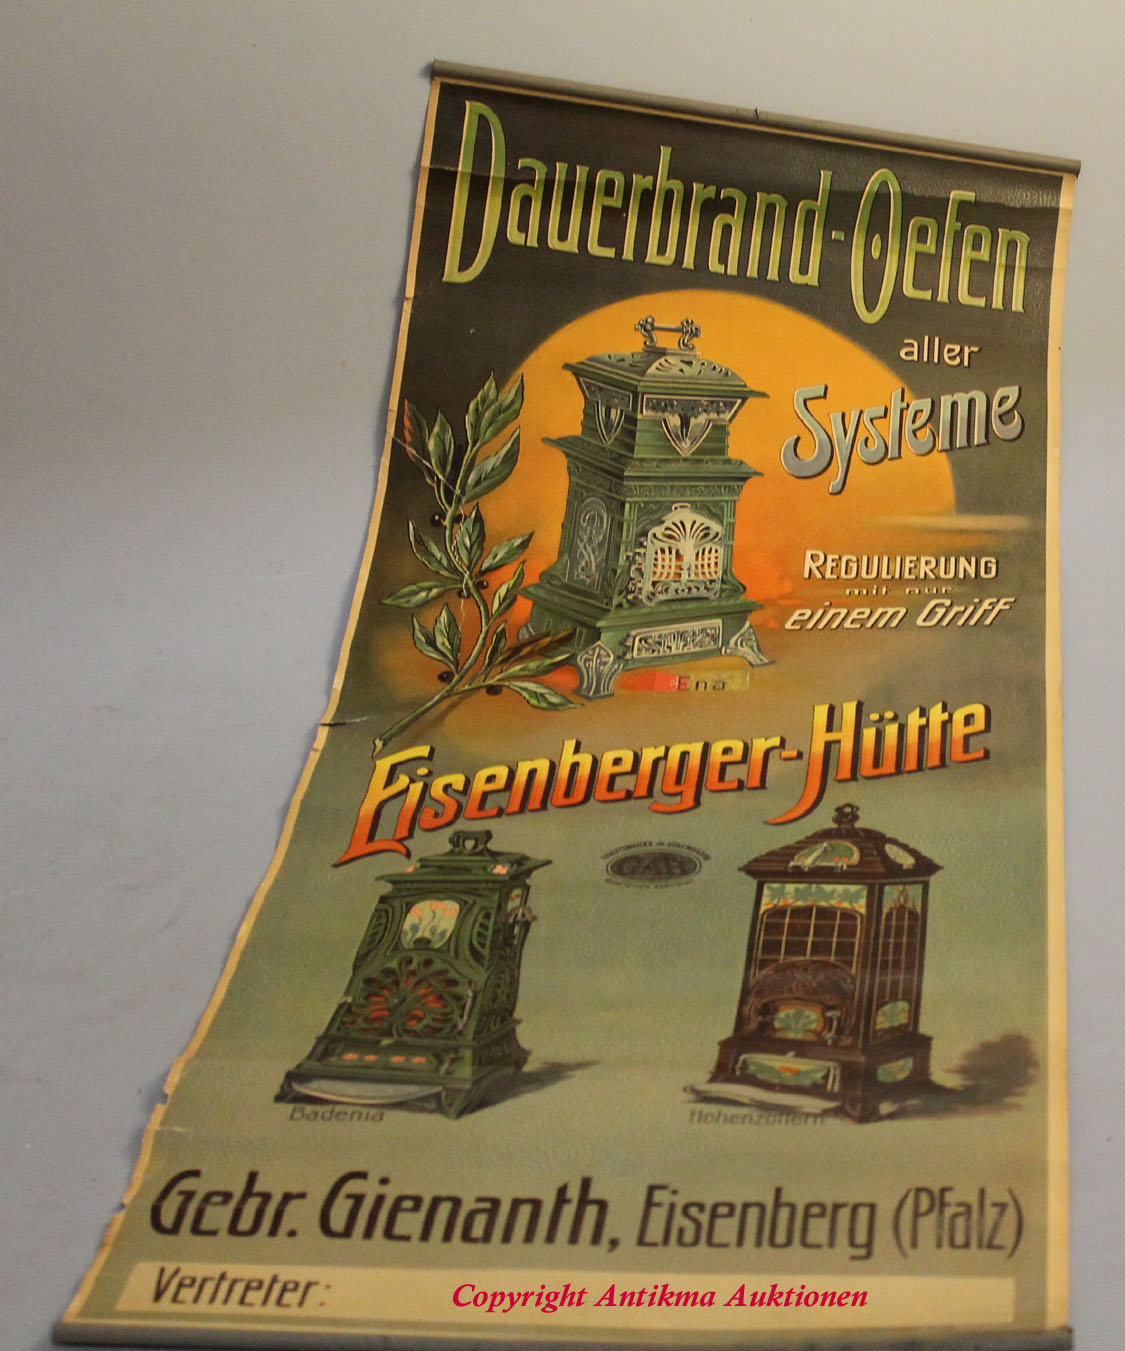 Dauerbrand-Oefen
aller
Systeme
REGULIERUNG
mit nur
einem Griff
Ena
Eisenberger-Hütte
Badenia
Hohenzollern
Gebr. Gienanth, Eisenberg (Pfalz)
Vertreter:
Copyright Antikma Auktionen